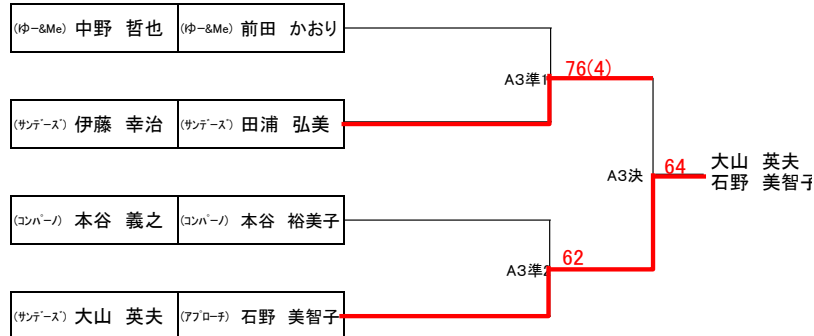 (ゆｰ&Me) 中野 哲也 (ゆｰ&Me) 前田 かおり
A3準1 76(4)
(ｻﾝﾃﾞｰｽﾞ) 伊藤 幸治 (ｻﾝﾃﾞｰｽﾞ) 田浦 弘美
A3決 64 大山 英夫
石野 美智子
(ｺﾝﾊﾟｰﾉ) 本谷 義之 (ｺﾝﾊﾟｰﾉ) 本谷 裕美子
A3準2 62
(ｻﾝﾃﾞｰｽﾞ) 大山 英夫 (ｱﾌﾟﾛｰﾁ) 石野 美智子